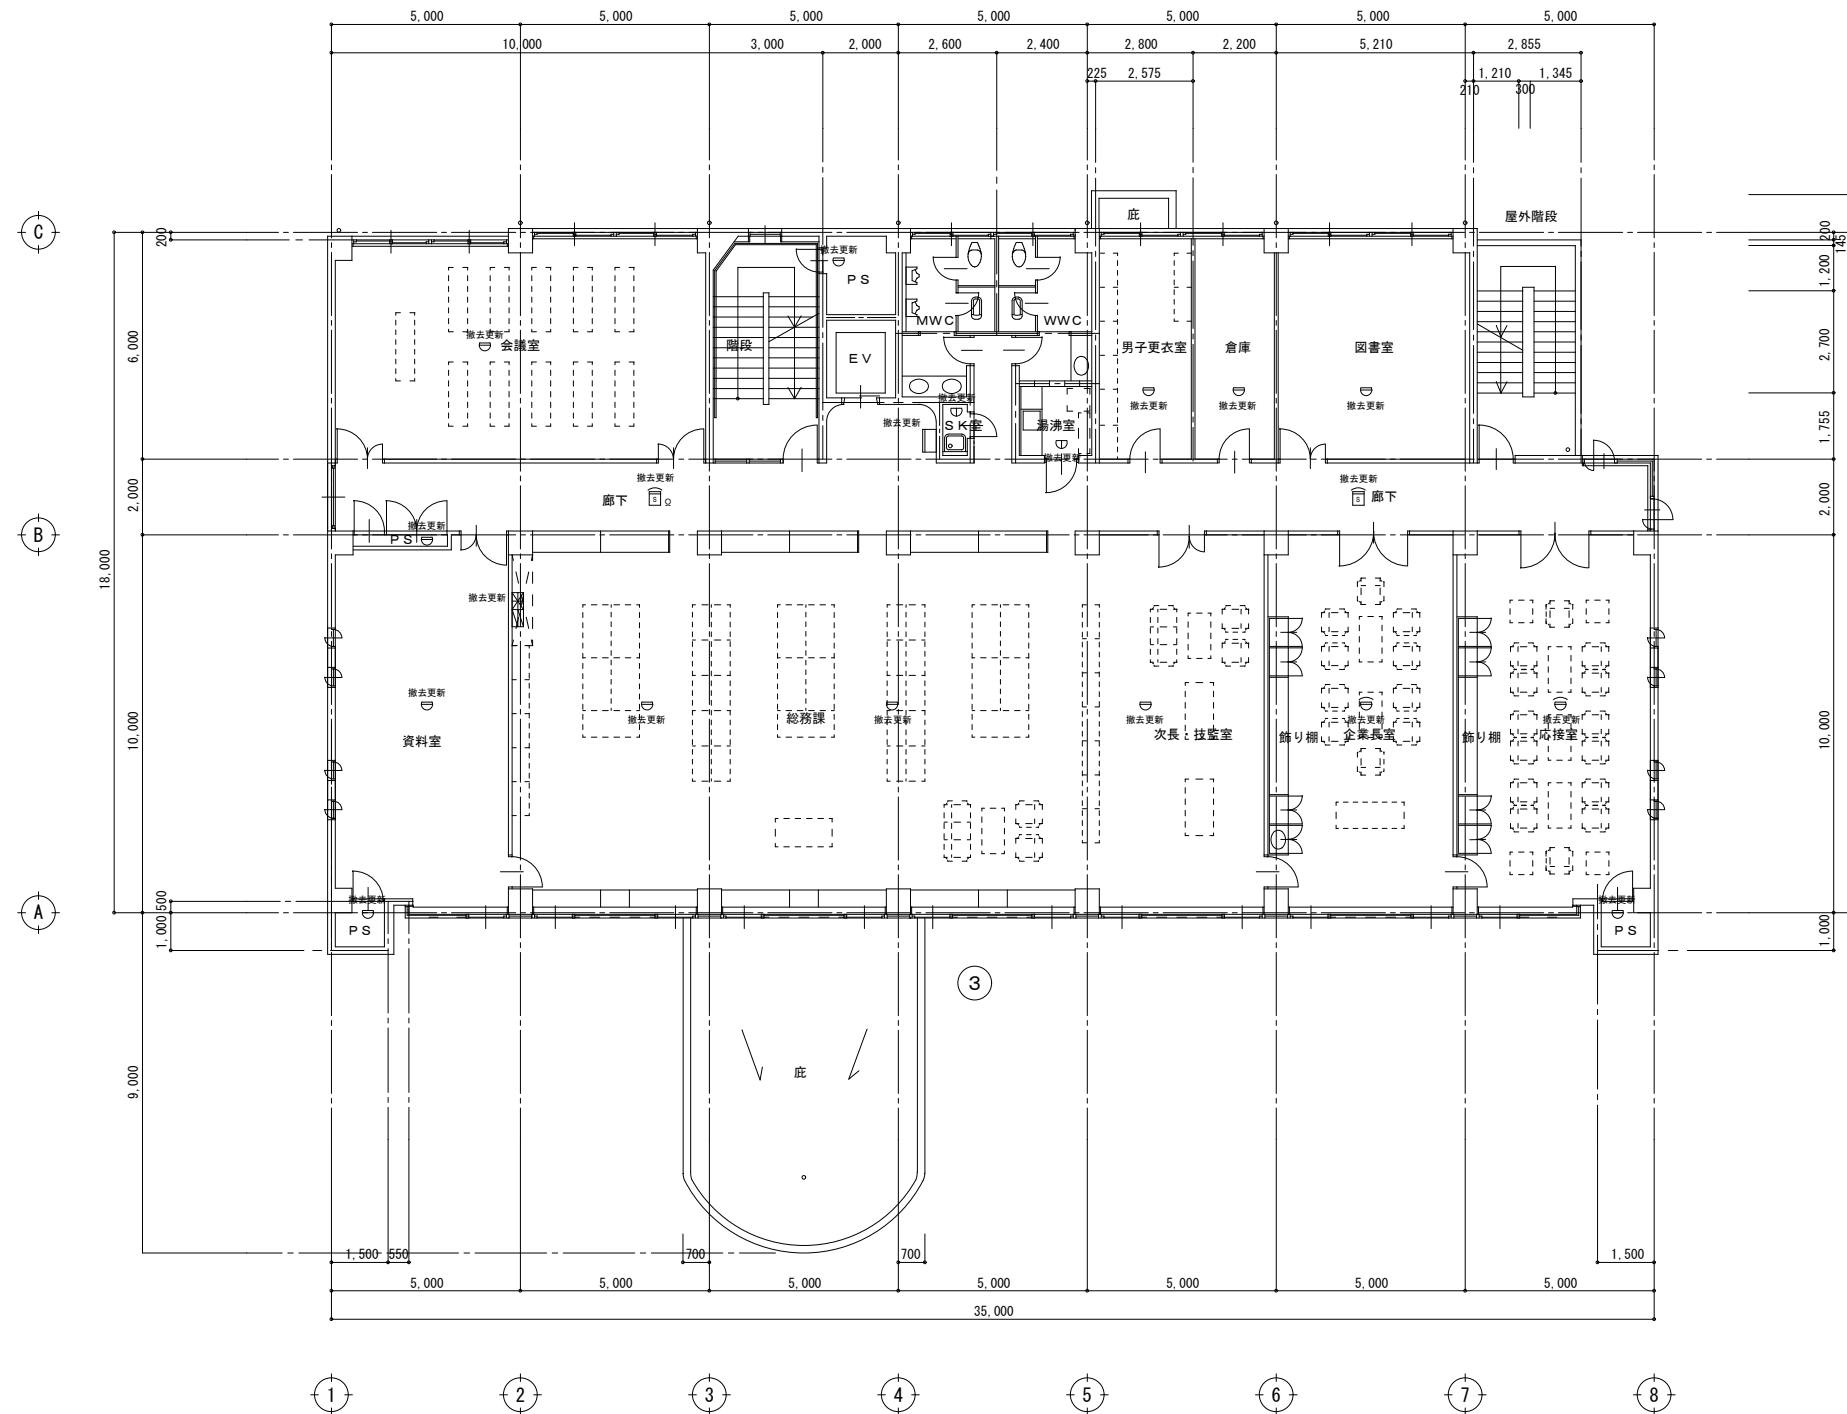 5,000 5,000 5,000 5,000 5,000 5,000 5,000
10,000 3,000 2,000 2,600 2,400 2,800 2,200 5,210 2,855
225 2,575 1,210 1,345
210 300
庇
屋外階段
C
200
200
145
撤去更新
PS
1,200
MWC WWC
撤去更新
会議室
階段
EV
男子更衣室
倉庫
図書室
6,000
2,700
撤去更新
撤去更新
撤去更新
撤去更新
撤去更新
SK室
湯沸室
撤去更新
1,755
撤去更新
廊下
S
撤去更新
S
廊下
2,000
2,000
撤去更新
PS
B
18,000
撤去更新
撤去更新
資料室
撤去更新
総務課
撤去更新
撤去更新
次長・技監室
飾り棚
撤去更新
企業長室
飾り棚
撤去更新
応接室
10,000
10,000
撤去更新
撤去更新
500
A
PS
PS
1,000
1,000
3
庇
9,000
1,500 550 700 700 1,500
5,000 5,000 5,000 5,000 5,000 5,000 5,000
35,000
1 2 3 4 5 6 7 8